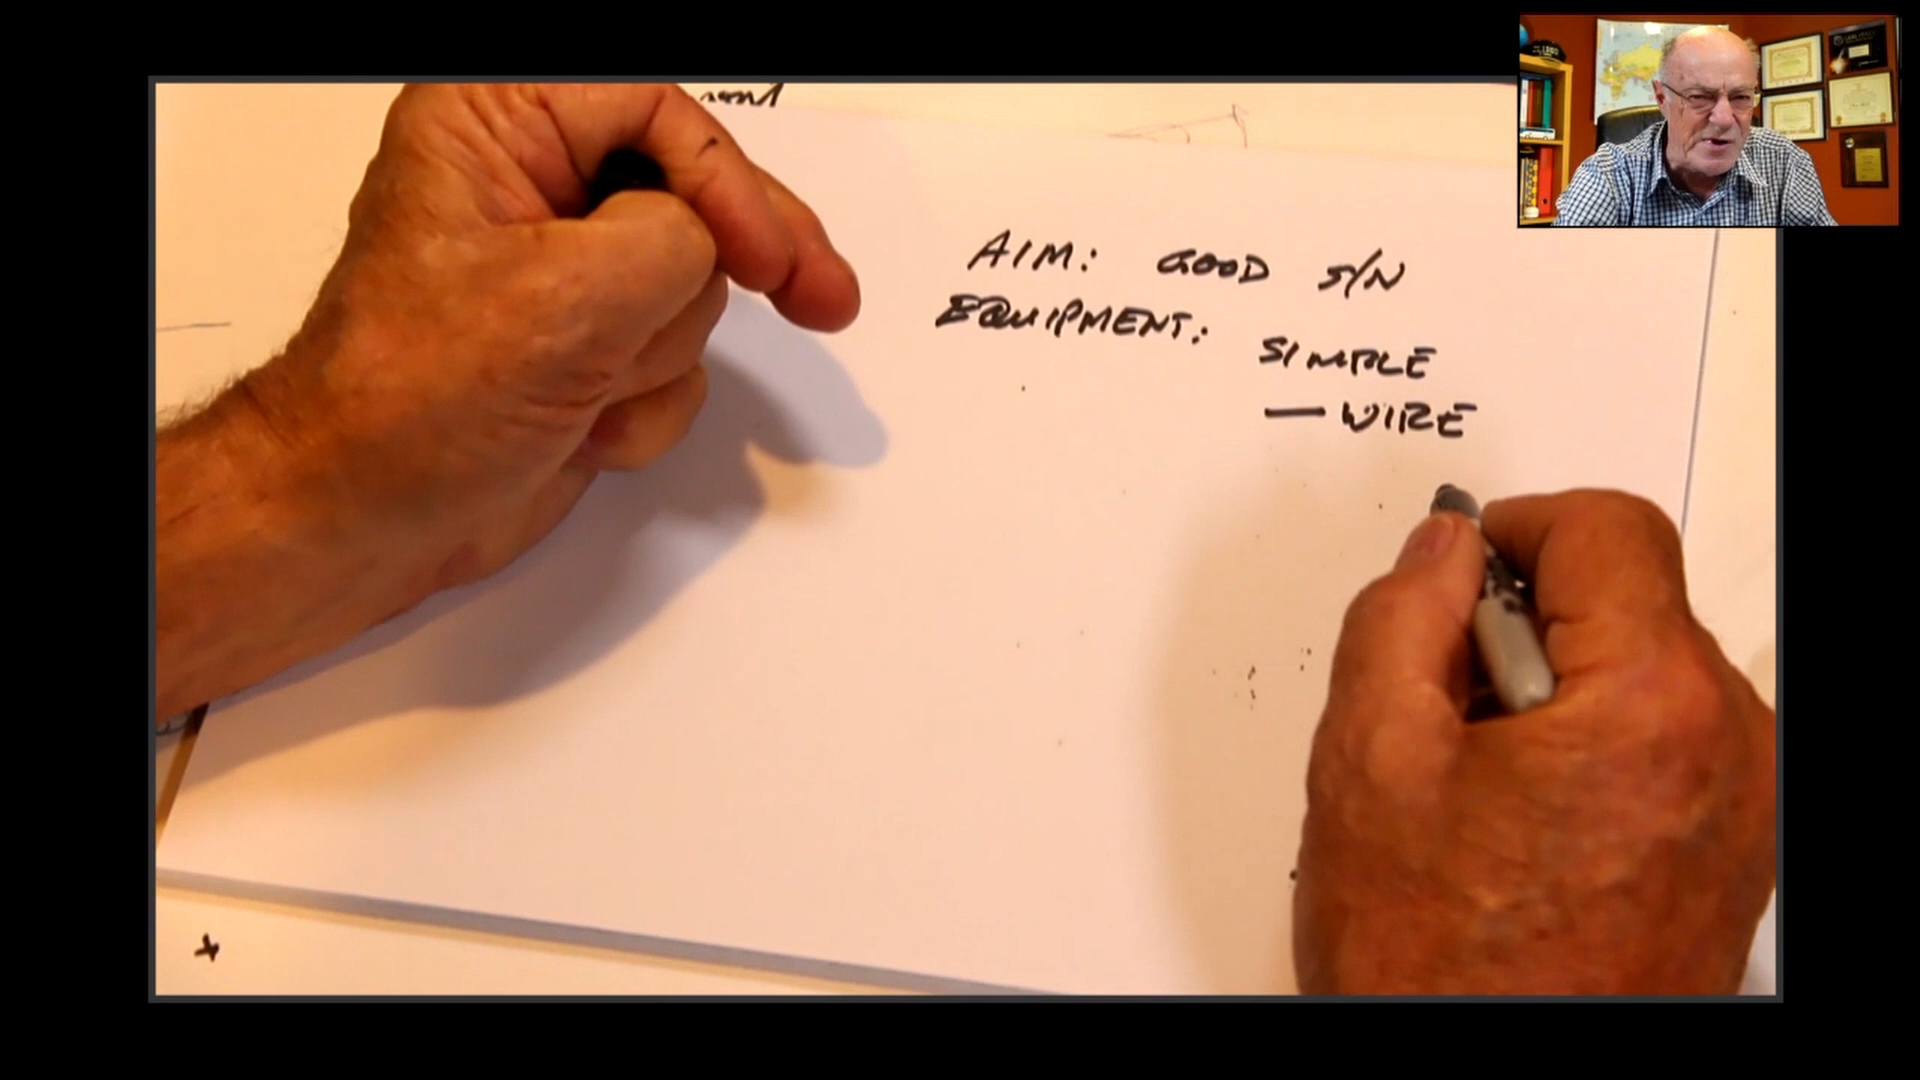 AIM: GOOD S/N
EQUIPMENT:
SIMPLE
— WIRE
+